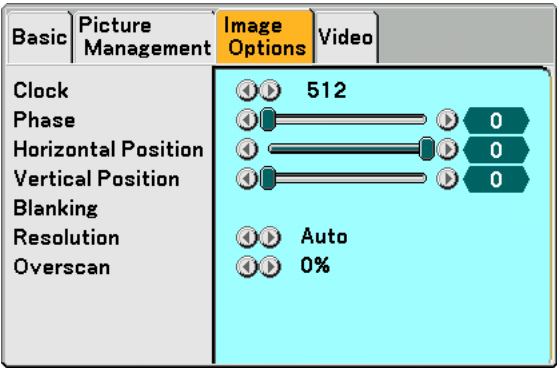 Basic Picture Management Image Options Video
Clock 512
Phase 0
Horizontal Position 0
Vertical Position 0
Blanking
Resolution Auto
Overscan 0%